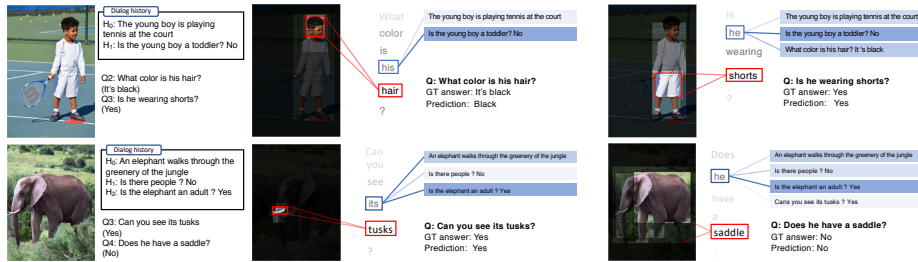 Dialog history
H0: The young boy is playing
tennis at the court
H1: Is the young boy a toddler? No
Q2: What color is his hair?
(It's black)
Q3: Is he wearing shorts?
(Yes)
What
color
is
his
hair
?
The young boy is playing tennis at the court
Is the young boy a toddler? No
Q: What color is his hair?
GT answer: It's black
Prediction: Black
Is
he
wearing
shorts
?
The young boy is playing tennis at the court
Is the young boy a toddler? No
What color is his hair? It 's black
Q: Is he wearing shorts?
GT answer: Yes
Prediction: Yes
Dialog history
H0: An elephant walks through the
greenery of the jungle
H1: Is there people ? No
H2: Is the elephant an adult ? Yes
Q3: Can you see its tusks
(Yes)
Q4: Does he have a saddle?
(No)
Can
you
see
its
tusks
?
An elephant walks through the greenery of the jungle
Is there people ? No
Is the elephant an adult ? Yes
Q: Can you see its tusks?
GT answer: Yes
Prediction: No
Does
he
have
a
saddle
?
An elephant walks through the greenery of the jungle
Is there people ? No
Is the elephant an adult ? Yes
Cans you see its tusks ? Yes
Q: Does he have a saddle?
GT answer: No
Prediction: No